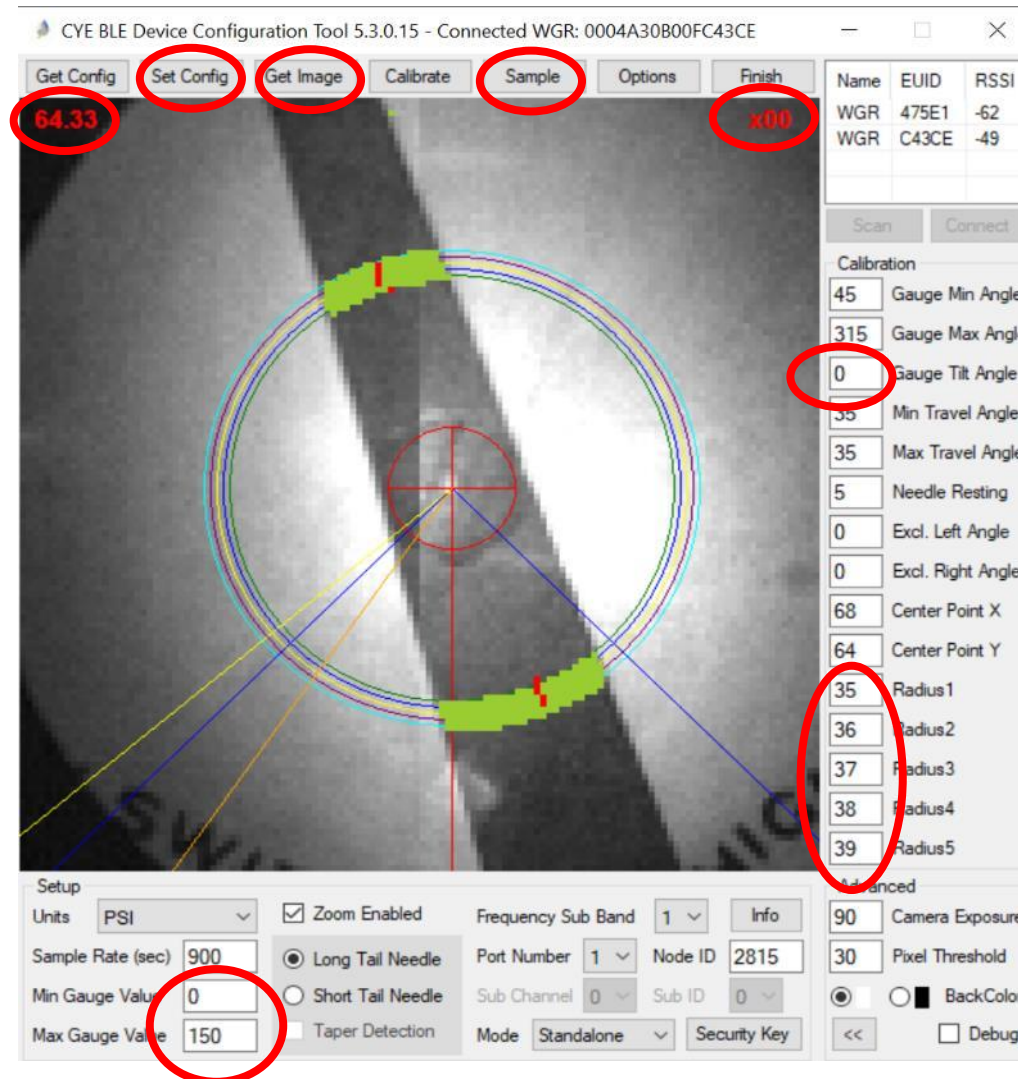 CYE BLE Device Configuration Tool 5.3.0.15 - Connected WGR: 0004A30B00FC43CE
Get Config Set Config Get Image Calibrate Sample Options Finish
64.33
x00
Name EUID RSSI
WGR 475E1 -62
WGR C43CE -49
Scan Connect
Calibration
45 Gauge Min Angle
315 Gauge Max Angl
0 Gauge Tilt Angle
35 Min Travel Angle
35 Max Travel Angle
5 Needle Resting
0 Excl. Left Angle
0 Excl. Right Angle
68 Center Point X
64 Center Point Y
35 Radius1
36 Radius2
37 Radius3
38 Radius4
39 Radius5
Setup
Units PSI
Sample Rate (sec) 900
Min Gauge Value 0
Max Gauge Value 150
Zoom Enabled
Long Tail Needle
Short Tail Needle
Taper Detection
Frequency Sub Band 1 Info
Port Number 1 Node ID 2815
Sub Channel 0 Sub ID 0
Mode Standalone Security Key
Advanced
90 Camera Exposure
30 Pixel Threshold
BackColo
<< Debug